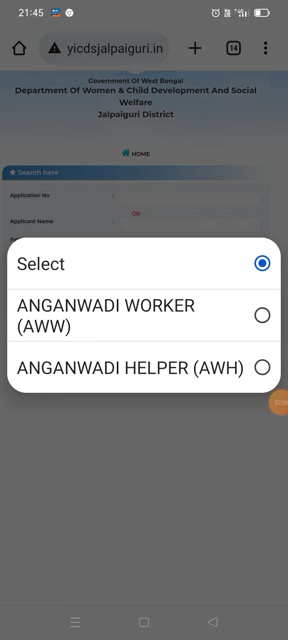 21:45
yicdsjalpaiguri.in
14
Government Of West Bengal
Department Of Women & Child Development And Social
Welfare
Jalpaiguri District
HOME
Search here
Application No :
OR
Applicant Name :
Select
ANGANWADI WORKER
(AWW)
ANGANWADI HELPER (AWH)